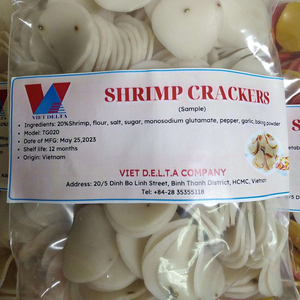 VIET DELTA
SHRIMP CRACKERS
(Sample)
• Ingredients: 20%Shrimp, flour, salt, sugar, monosodium glutamate, pepper, garlic, baking powder
• Model: TG020
• Date of MFG: May 25,2023
• Shelf life: 12 months
• Origin: Vietnam
VIET D.E.L.T.A COMPANY
Address: 20/5 Dinh Bo Linh Street, Binh Thanh District, HCMC, Vietnam
Tel: +84-28 35355118